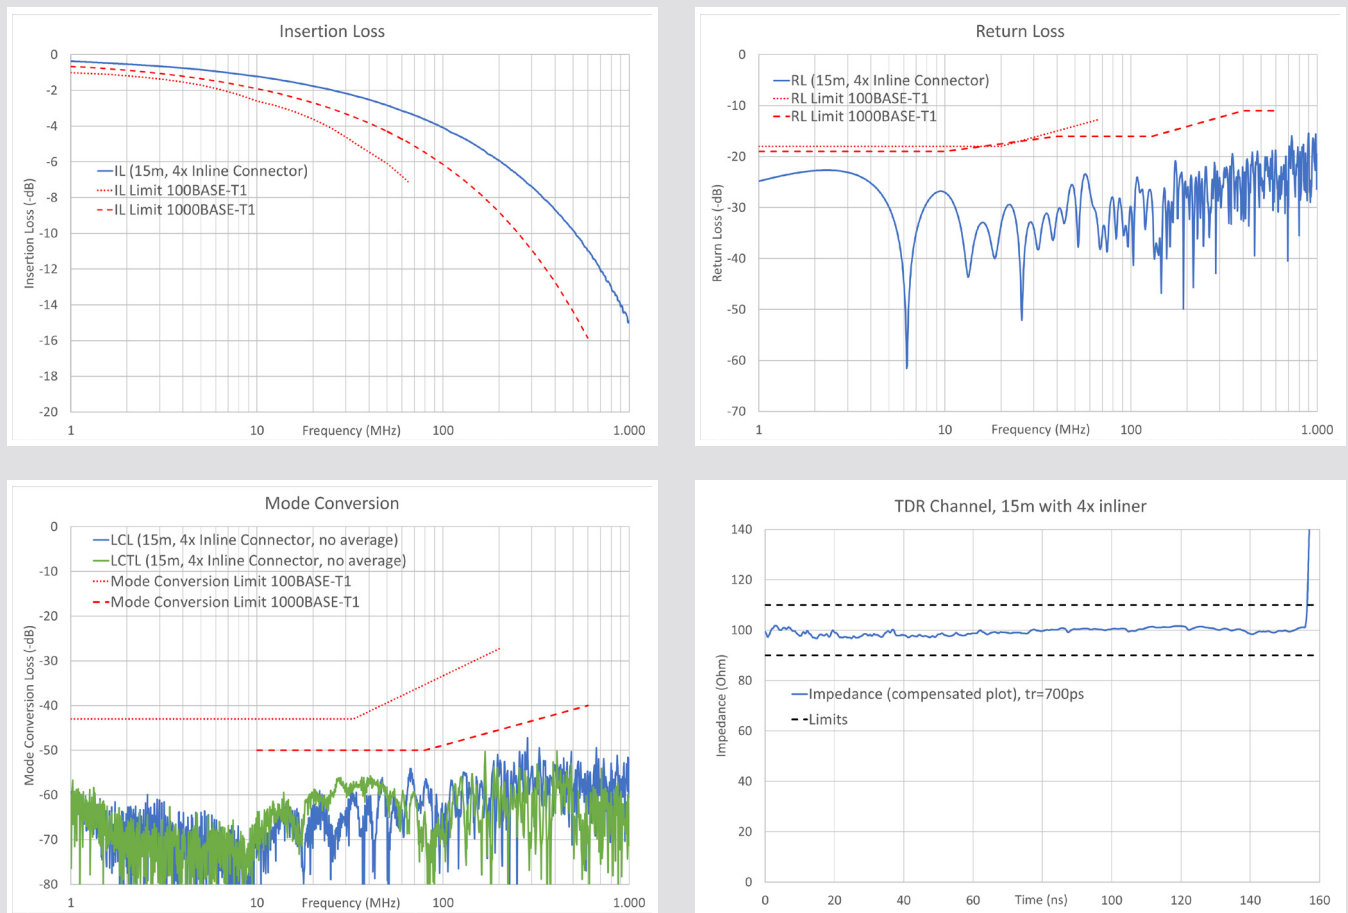 Insertion Loss
0
-2
-4
-6
-8
-10
-12
-14
-16
-18
-20
Insertion Loss (-dB)
IL (15m, 4x Inline Connector)
IL Limit 100BASE-T1
IL Limit 1000BASE-T1
1
10
Frequency (MHz)
100
1.000
Return Loss
0
-10
-20
-30
-40
-50
-60
-70
Return Loss (-dB)
RL (15m, 4x Inline Connector)
RL Limit 100BASE-T1
RL Limit 1000BASE-T1
1
10
Frequency (MHz)
100
1.000
Mode Conversion
0
-10
-20
-30
-40
-50
-60
-70
-80
Mode Conversion Loss (-dB)
LCL (15m, 4x Inline Connector, no average)
LCTL (15m, 4x Inline Connector, no average)
Mode Conversion Limit 100BASE-T1
Mode Conversion Limit 1000BASE-T1
1
10
Frequency (MHz)
100
1.000
TDR Channel, 15m with 4x inliner
140
120
100
80
60
40
20
0
Impedance (Ohm)
Impedance (compensated plot), tr=700ps
Limits
0
20
40
60
Time (ns)
80
100
120
140
160